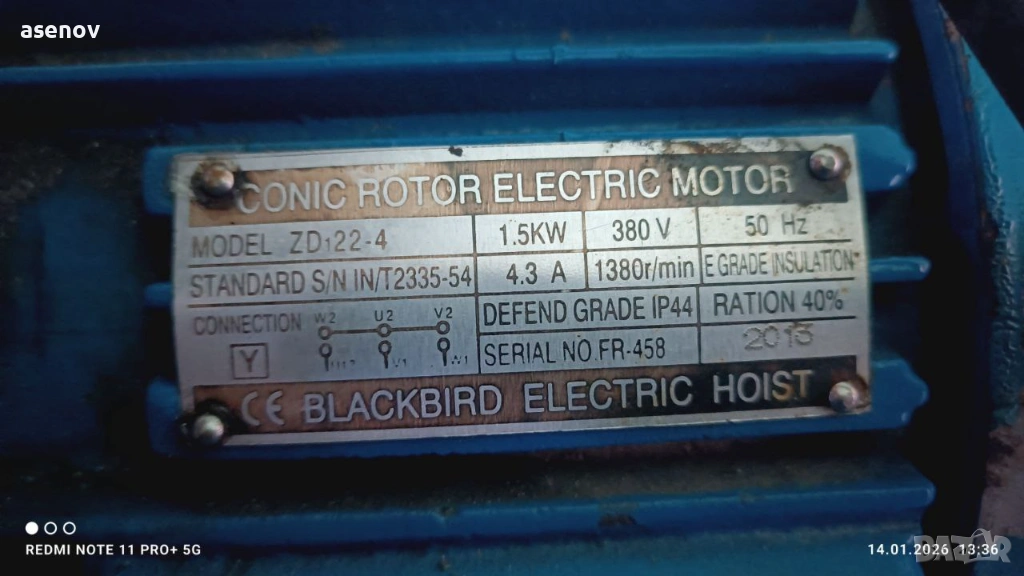 asenov
CONIC ROTOR ELECTRIC MOTOR
MODEL ZD122-4 1.5KW 380 V 50 Hz
STANDARD S/N IN/T2335-54 4.3 A 1380r/min E GRADE INSULATION
CONNECTION W2 U2 V2 DEFEND GRADE IP44 RATION 40%
Y V1 W1 SERIAL NO.FR-458 2013
CE BLACKBIRD ELECTRIC HOIST
REDMI NOTE 11 PRO+ 5G
14.01.2026 13:36
BAZAR